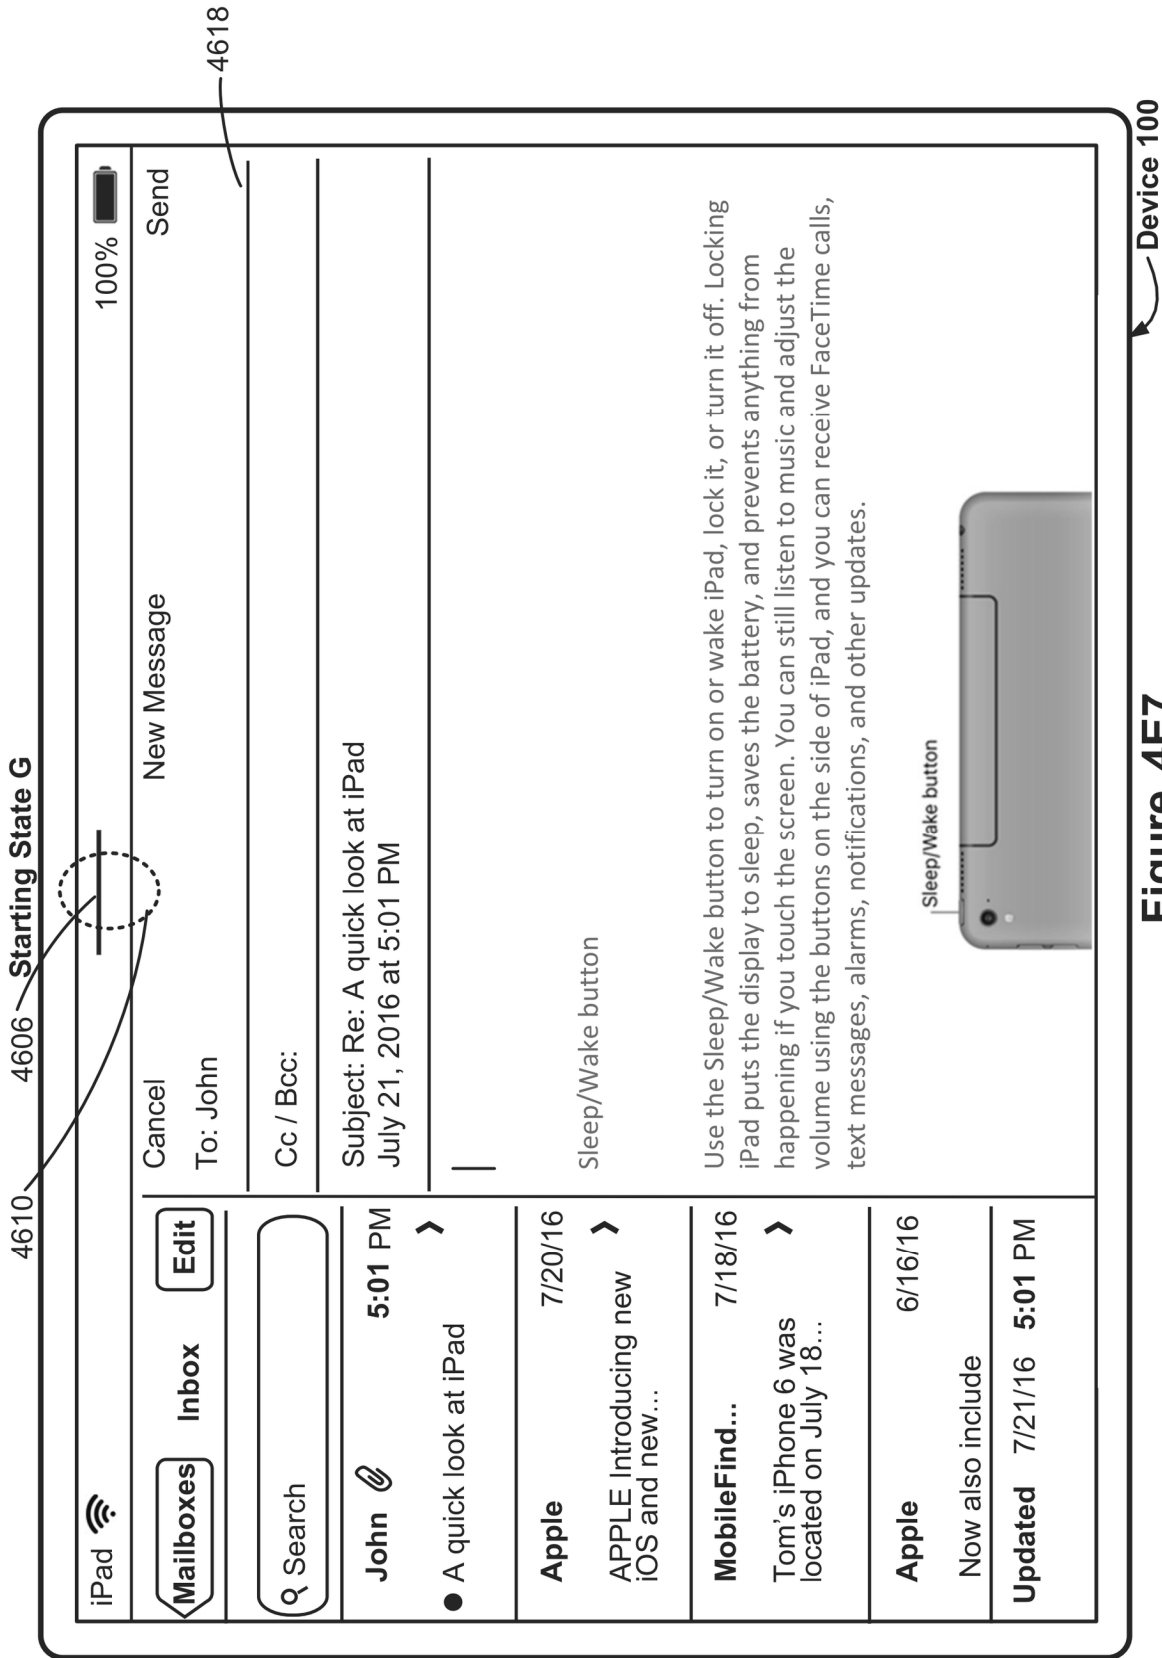 Starting State G
4606
4610
4618
iPad
100%
Mailboxes
Inbox
Edit
Search
John
5:01 PM
A quick look at iPad
Apple
7/20/16
APPLE Introducing new
iOS and new...
MobileFind...
7/18/16
Tom's iPhone 6 was
located on July 18...
Apple
6/16/16
Now also include
Updated 7/21/16 5:01 PM
Cancel
New Message
Send
To: John
Cc / Bcc:
Subject: Re: A quick look at iPad
July 21, 2016 at 5:01 PM
Sleep/Wake button
Use the Sleep/Wake button to turn on or wake iPad, lock it, or turn it off. Locking
iPad puts the display to sleep, saves the battery, and prevents anything from
happening if you touch the screen. You can still listen to music and adjust the
volume using the buttons on the side of iPad, and you can receive FaceTime calls,
text messages, alarms, notifications, and other updates.
Sleep/Wake button
Device 100
Figure 4E7